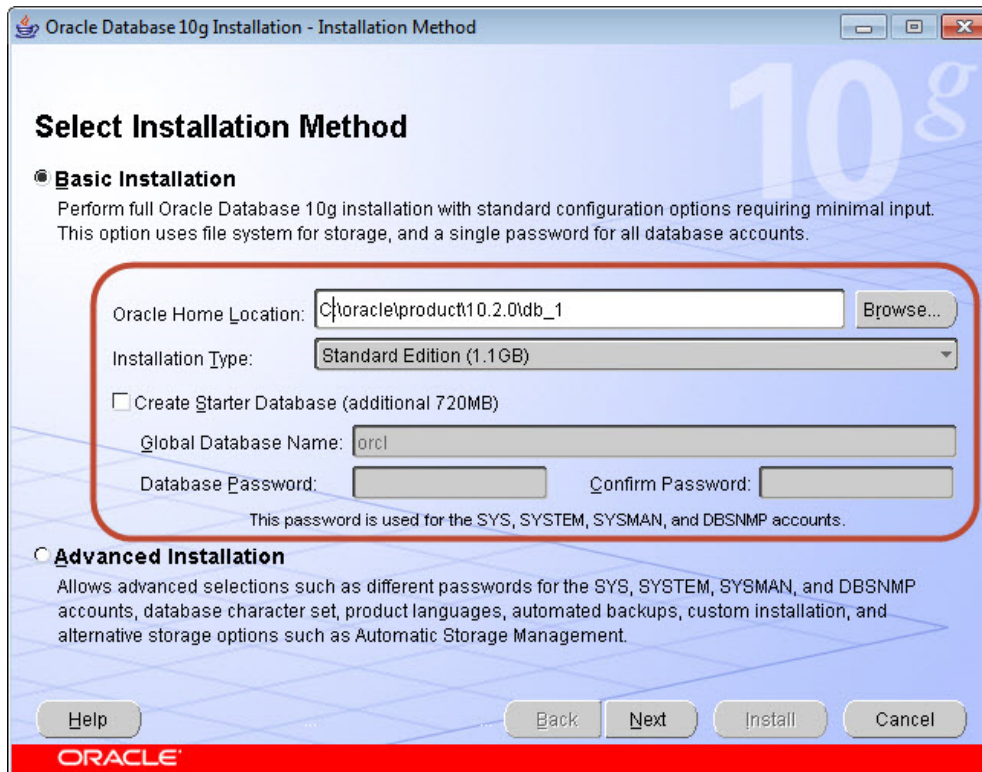 Oracle Database 10g Installation - Installation Method
10g
Select Installation Method
Basic Installation
Perform full Oracle Database 10g installation with standard configuration options requiring minimal input.
This option uses file system for storage, and a single password for all database accounts.
Oracle Home Location: C:\oracle\product\10.2.0\db_1 Browse...
Installation Type: Standard Edition (1.1GB)
Create Starter Database (additional 720MB)
Global Database Name: orcl
Database Password: Confirm Password:
This password is used for the SYS, SYSTEM, SYSMAN, and DBSNMP accounts.
Advanced Installation
Allows advanced selections such as different passwords for the SYS, SYSTEM, SYSMAN, and DBSNMP
accounts, database character set, product languages, automated backups, custom installation, and
alternative storage options such as Automatic Storage Management.
Help Back Next Install Cancel
ORACLE